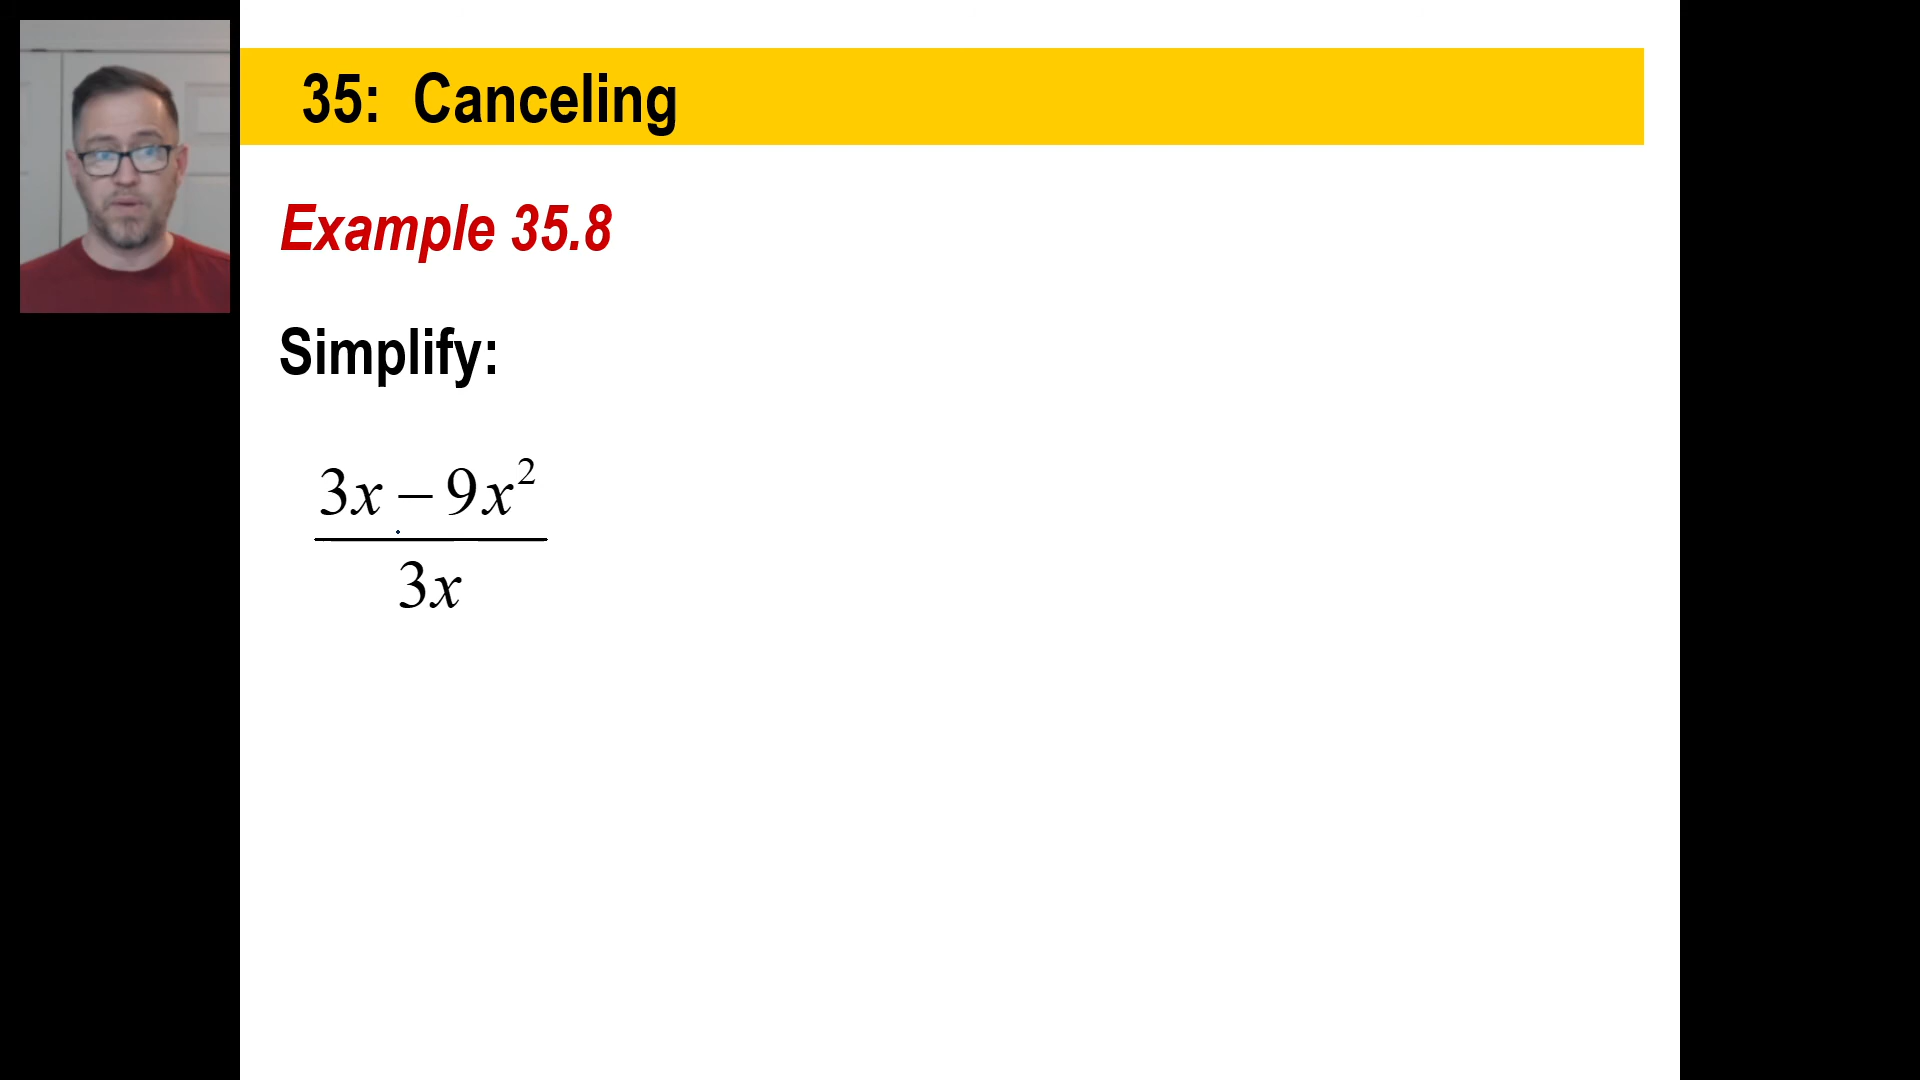 35: Canceling
Example 35.8
Simplify:
3x – 9x²
3x